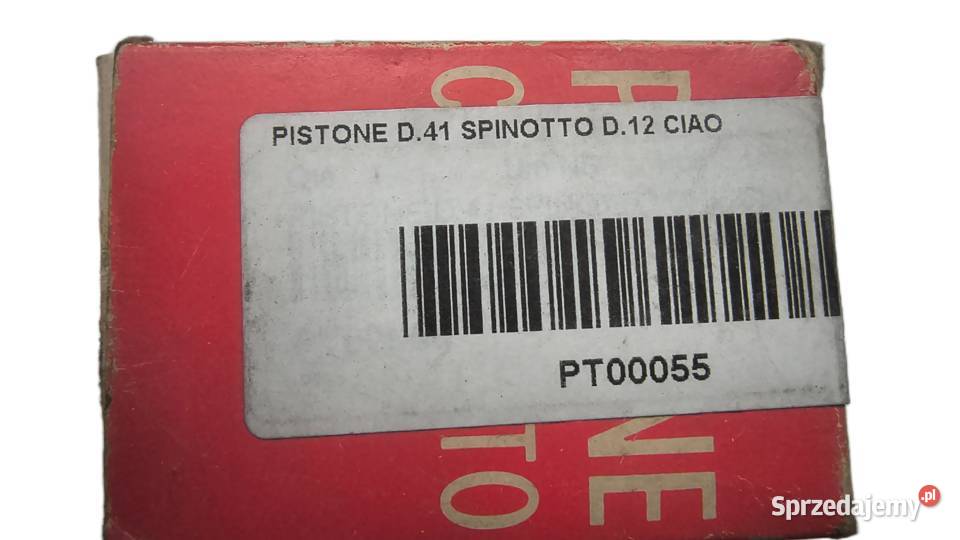 PISTONE D.41 SPINOTTO D.12 CIAO
PT00055
Sprzedajemy.pl